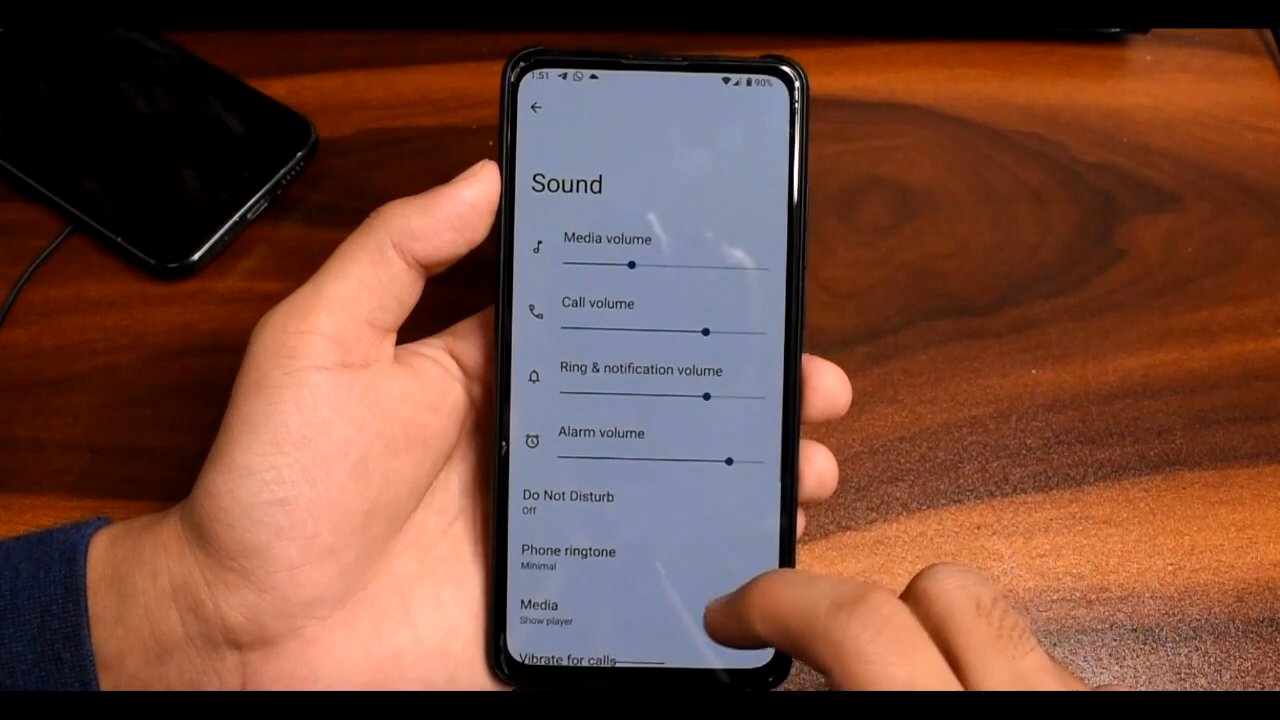 1:51
90%
Sound
Media volume
Call volume
Ring & notification volume
Alarm volume
Do Not Disturb
Off
Phone ringtone
Minimal
Media
Show player
Vibrate for calls